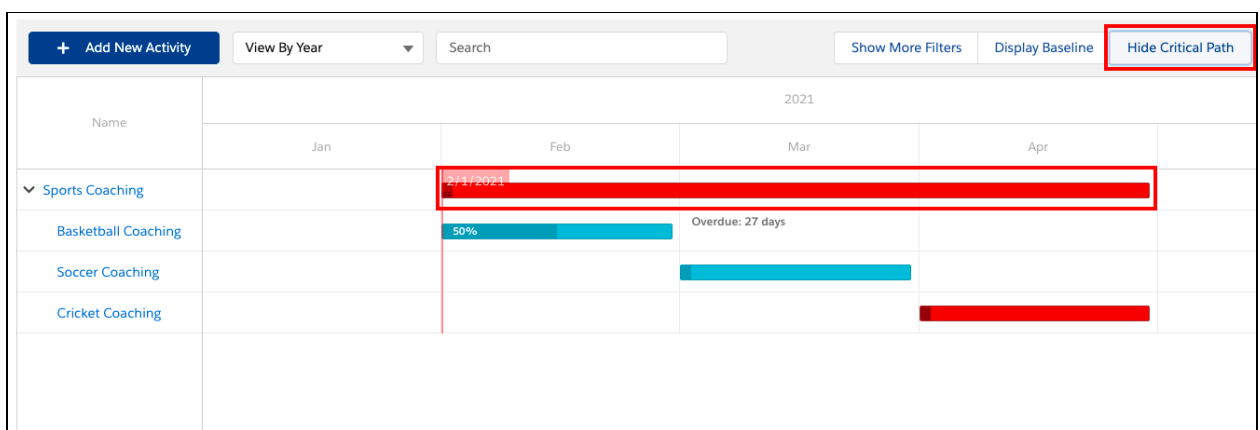 + Add New Activity
View By Year
Search
Show More Filters
Display Baseline
Hide Critical Path
Name
2021
Jan
Feb
Mar
Apr
Sports Coaching
2/1/2021
Basketball Coaching
50%
Overdue: 27 days
Soccer Coaching
Cricket Coaching